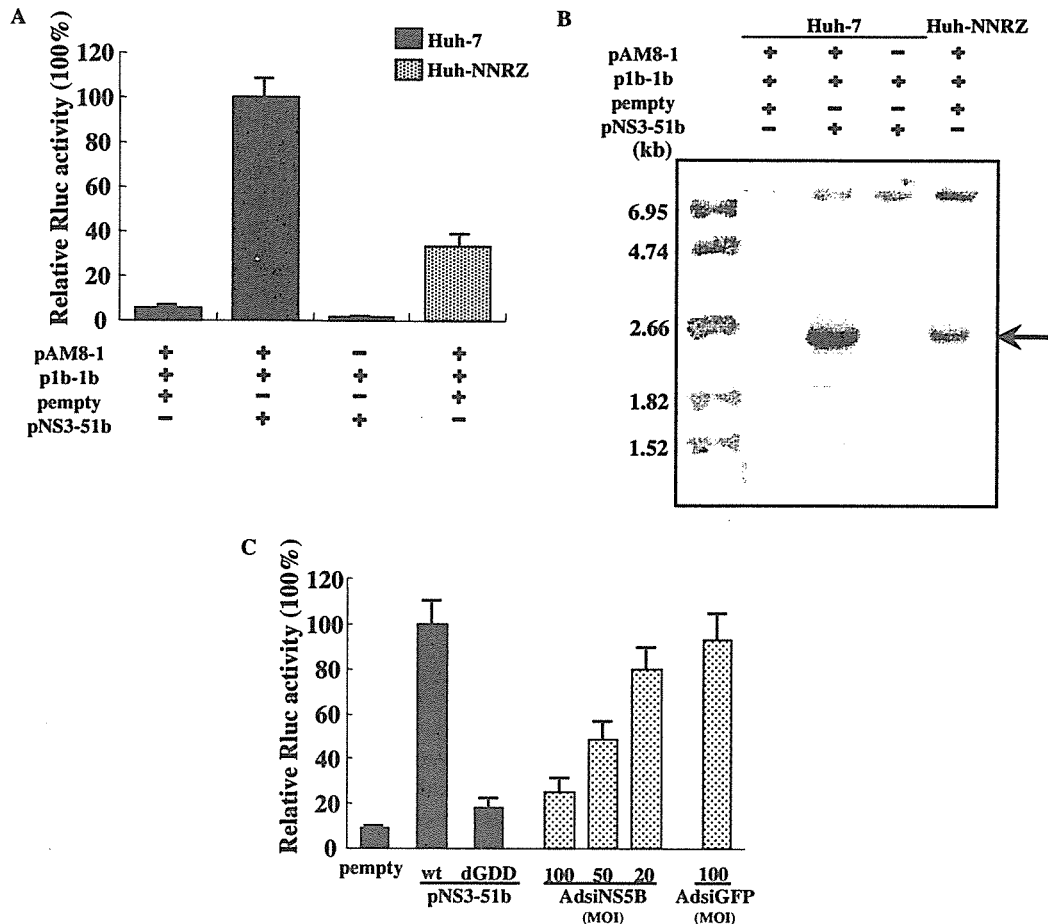 A
Relative Rluc activity (100%)
120
100
80
60
40
20
0
Huh-7
Huh-NNRZ
pAM8-1 + + - +
p1b-1b + + + +
pempty + - - +
pNS3-51b - + + -
B
Huh-7 Huh-NNRZ
pAM8-1 + + - +
p1b-1b + + + +
pempty + - - +
pNS3-51b - + + -
(kb)
6.95
4.74
2.66
1.82
1.52
C
Relative Rluc activity (100%)
120
100
80
60
40
20
0
pempty
wt dGDD
pNS3-51b
100 50 20
AdsiNS5B
(MOI)
100
AdsiGFP
(MOI)